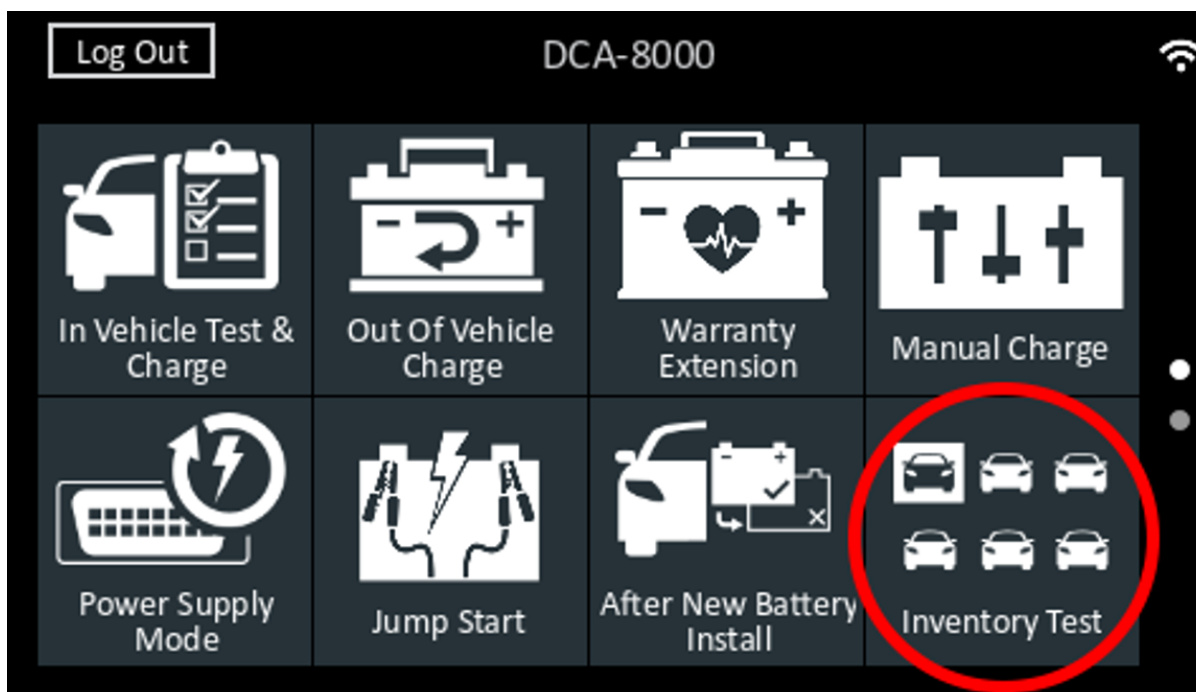 Log Out
DCA-8000
In Vehicle Test &
Charge
Out Of Vehicle
Charge
Warranty
Extension
Manual Charge
Power Supply
Mode
Jump Start
After New Battery
Install
Inventory Test